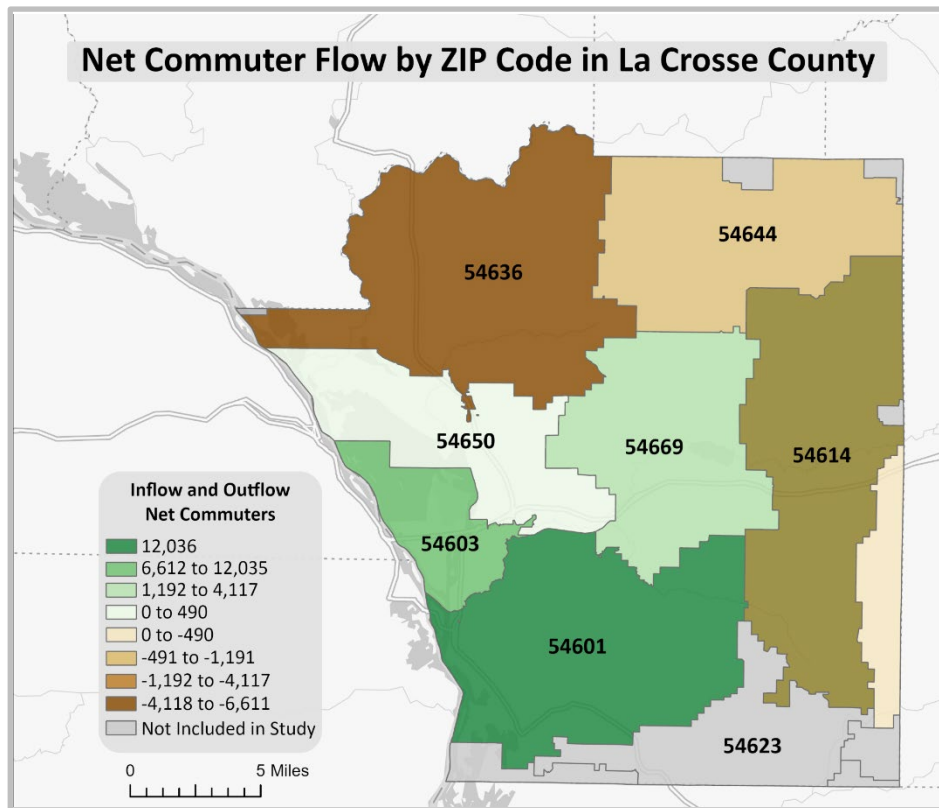 Net Commuter Flow by ZIP Code in La Crosse County
54644
54636
54650
54669
54614
Inflow and Outflow
Net Commuters
12,036
6,612 to 12,035
1,192 to 4,117
0 to 490
0 to -490
-491 to -1,191
-1,192 to -4,117
-4,118 to -6,611
Not Included in Study
54603
54601
54623
0
5 Miles